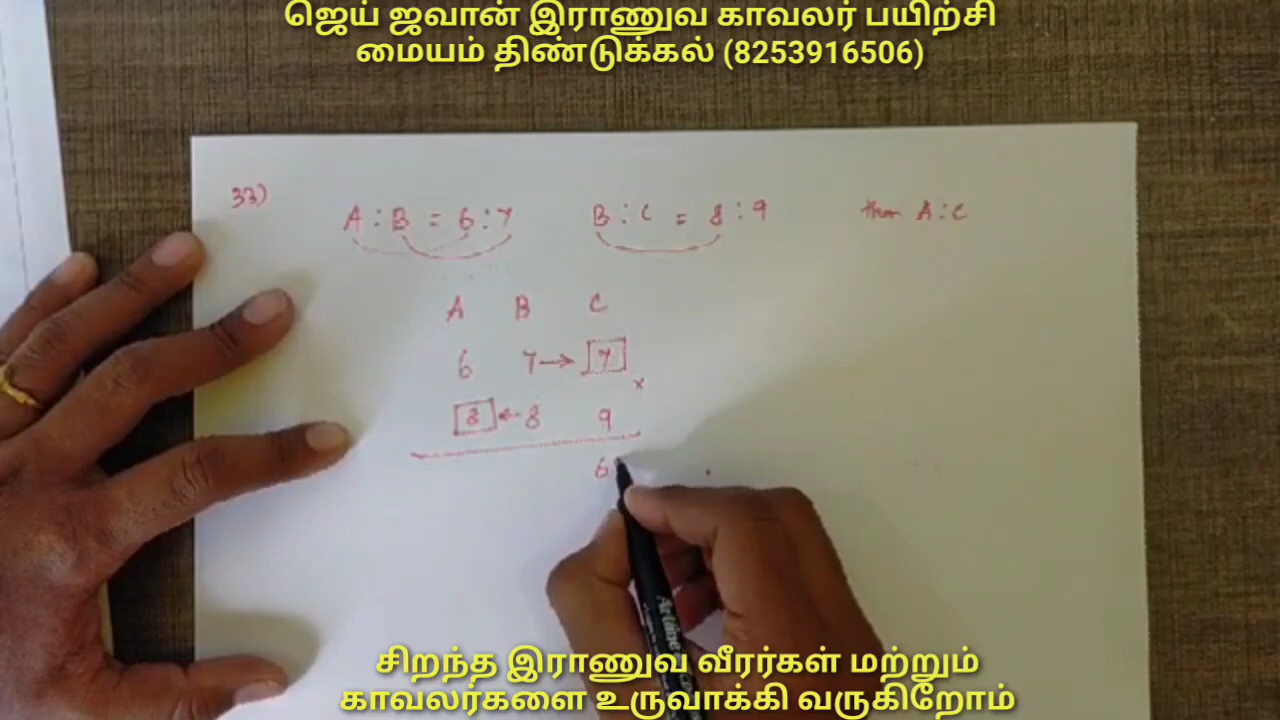 ஜெய் ஜவான் இராணுவ காவலர் பயிற்சி
மையம் திண்டுக்கல் (8253916506)
33)
A : B = 6 : 7 B : C = 8 : 9 then A : C
A B C
6 7 → 7
x
8 ← 8 9
6
சிறந்த இராணுவ வீரர்கள் மற்றும்
காவலர்களை உருவாக்கி வருகிறோம்